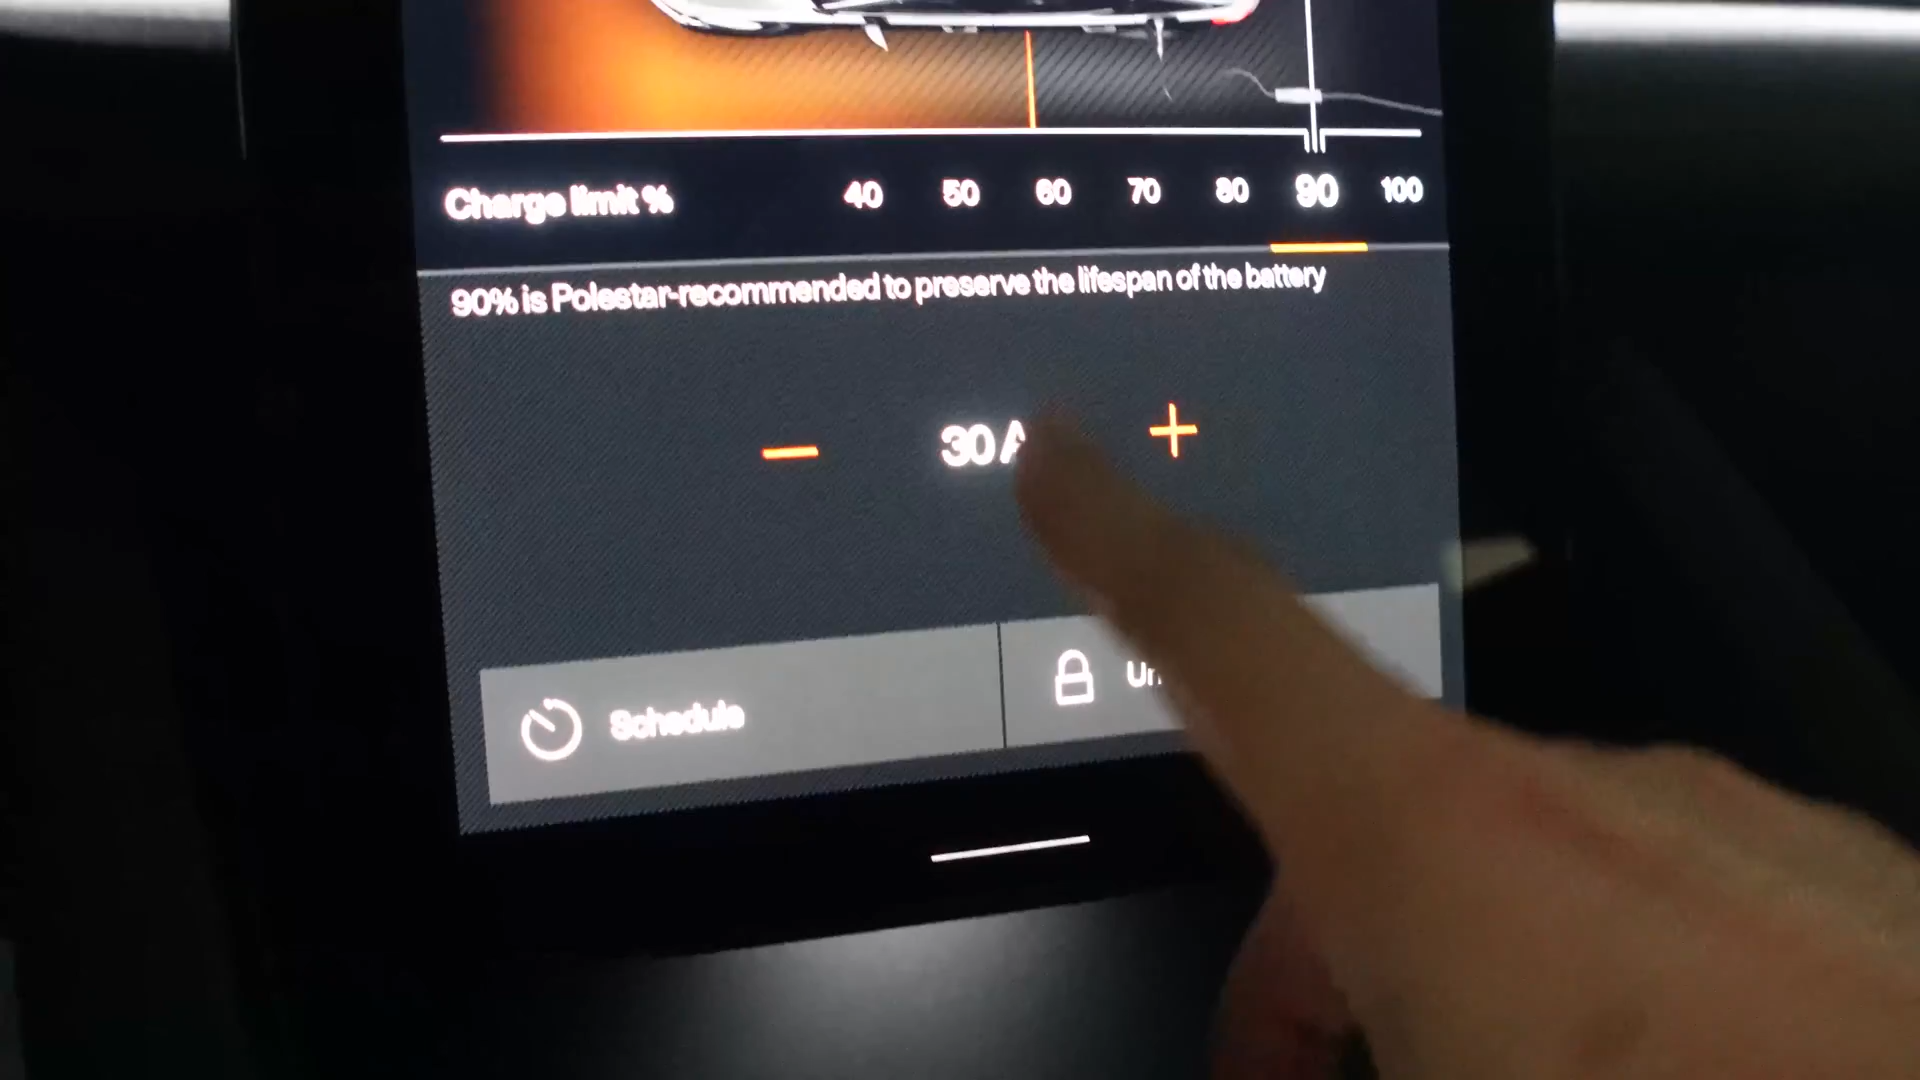 Charge limit % 40 50 60 70 80 90 100
90% is Polestar-recommended to preserve the lifespan of the battery
30 A
Schedule